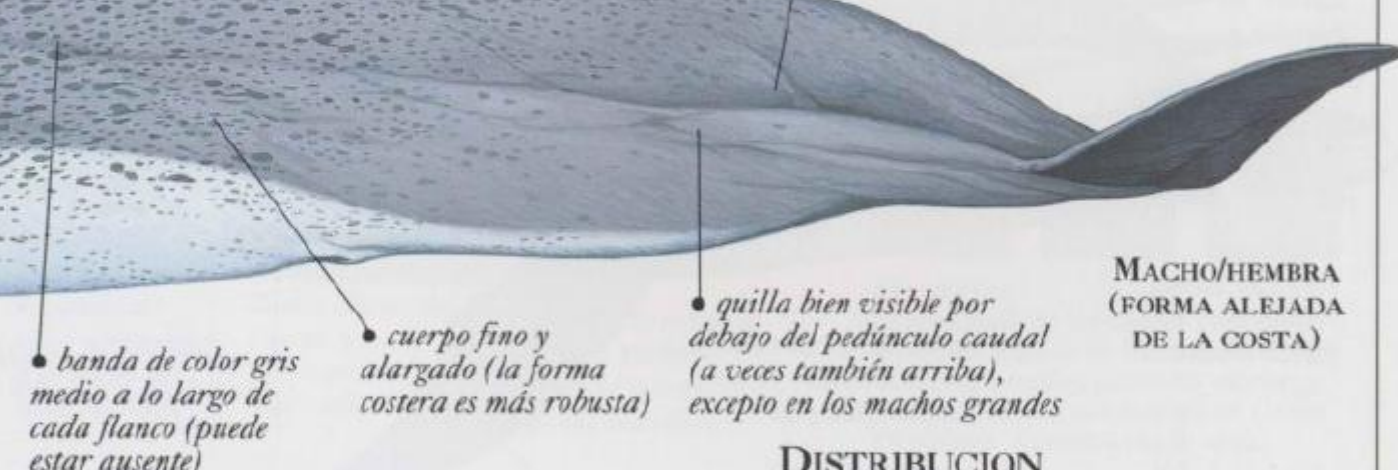 MACHO/HEMBRA
(FORMA ALEJADA
DE LA COSTA)
• quilla bien visible por
debajo del pedúnculo caudal
(a veces también arriba),
excepto en los machos grandes
• cuerpo fino y
alargado (la forma
costera es más robusta)
• banda de color gris
medio a lo largo de
cada flanco (puede
estar ausente)
DISTRIBUCION